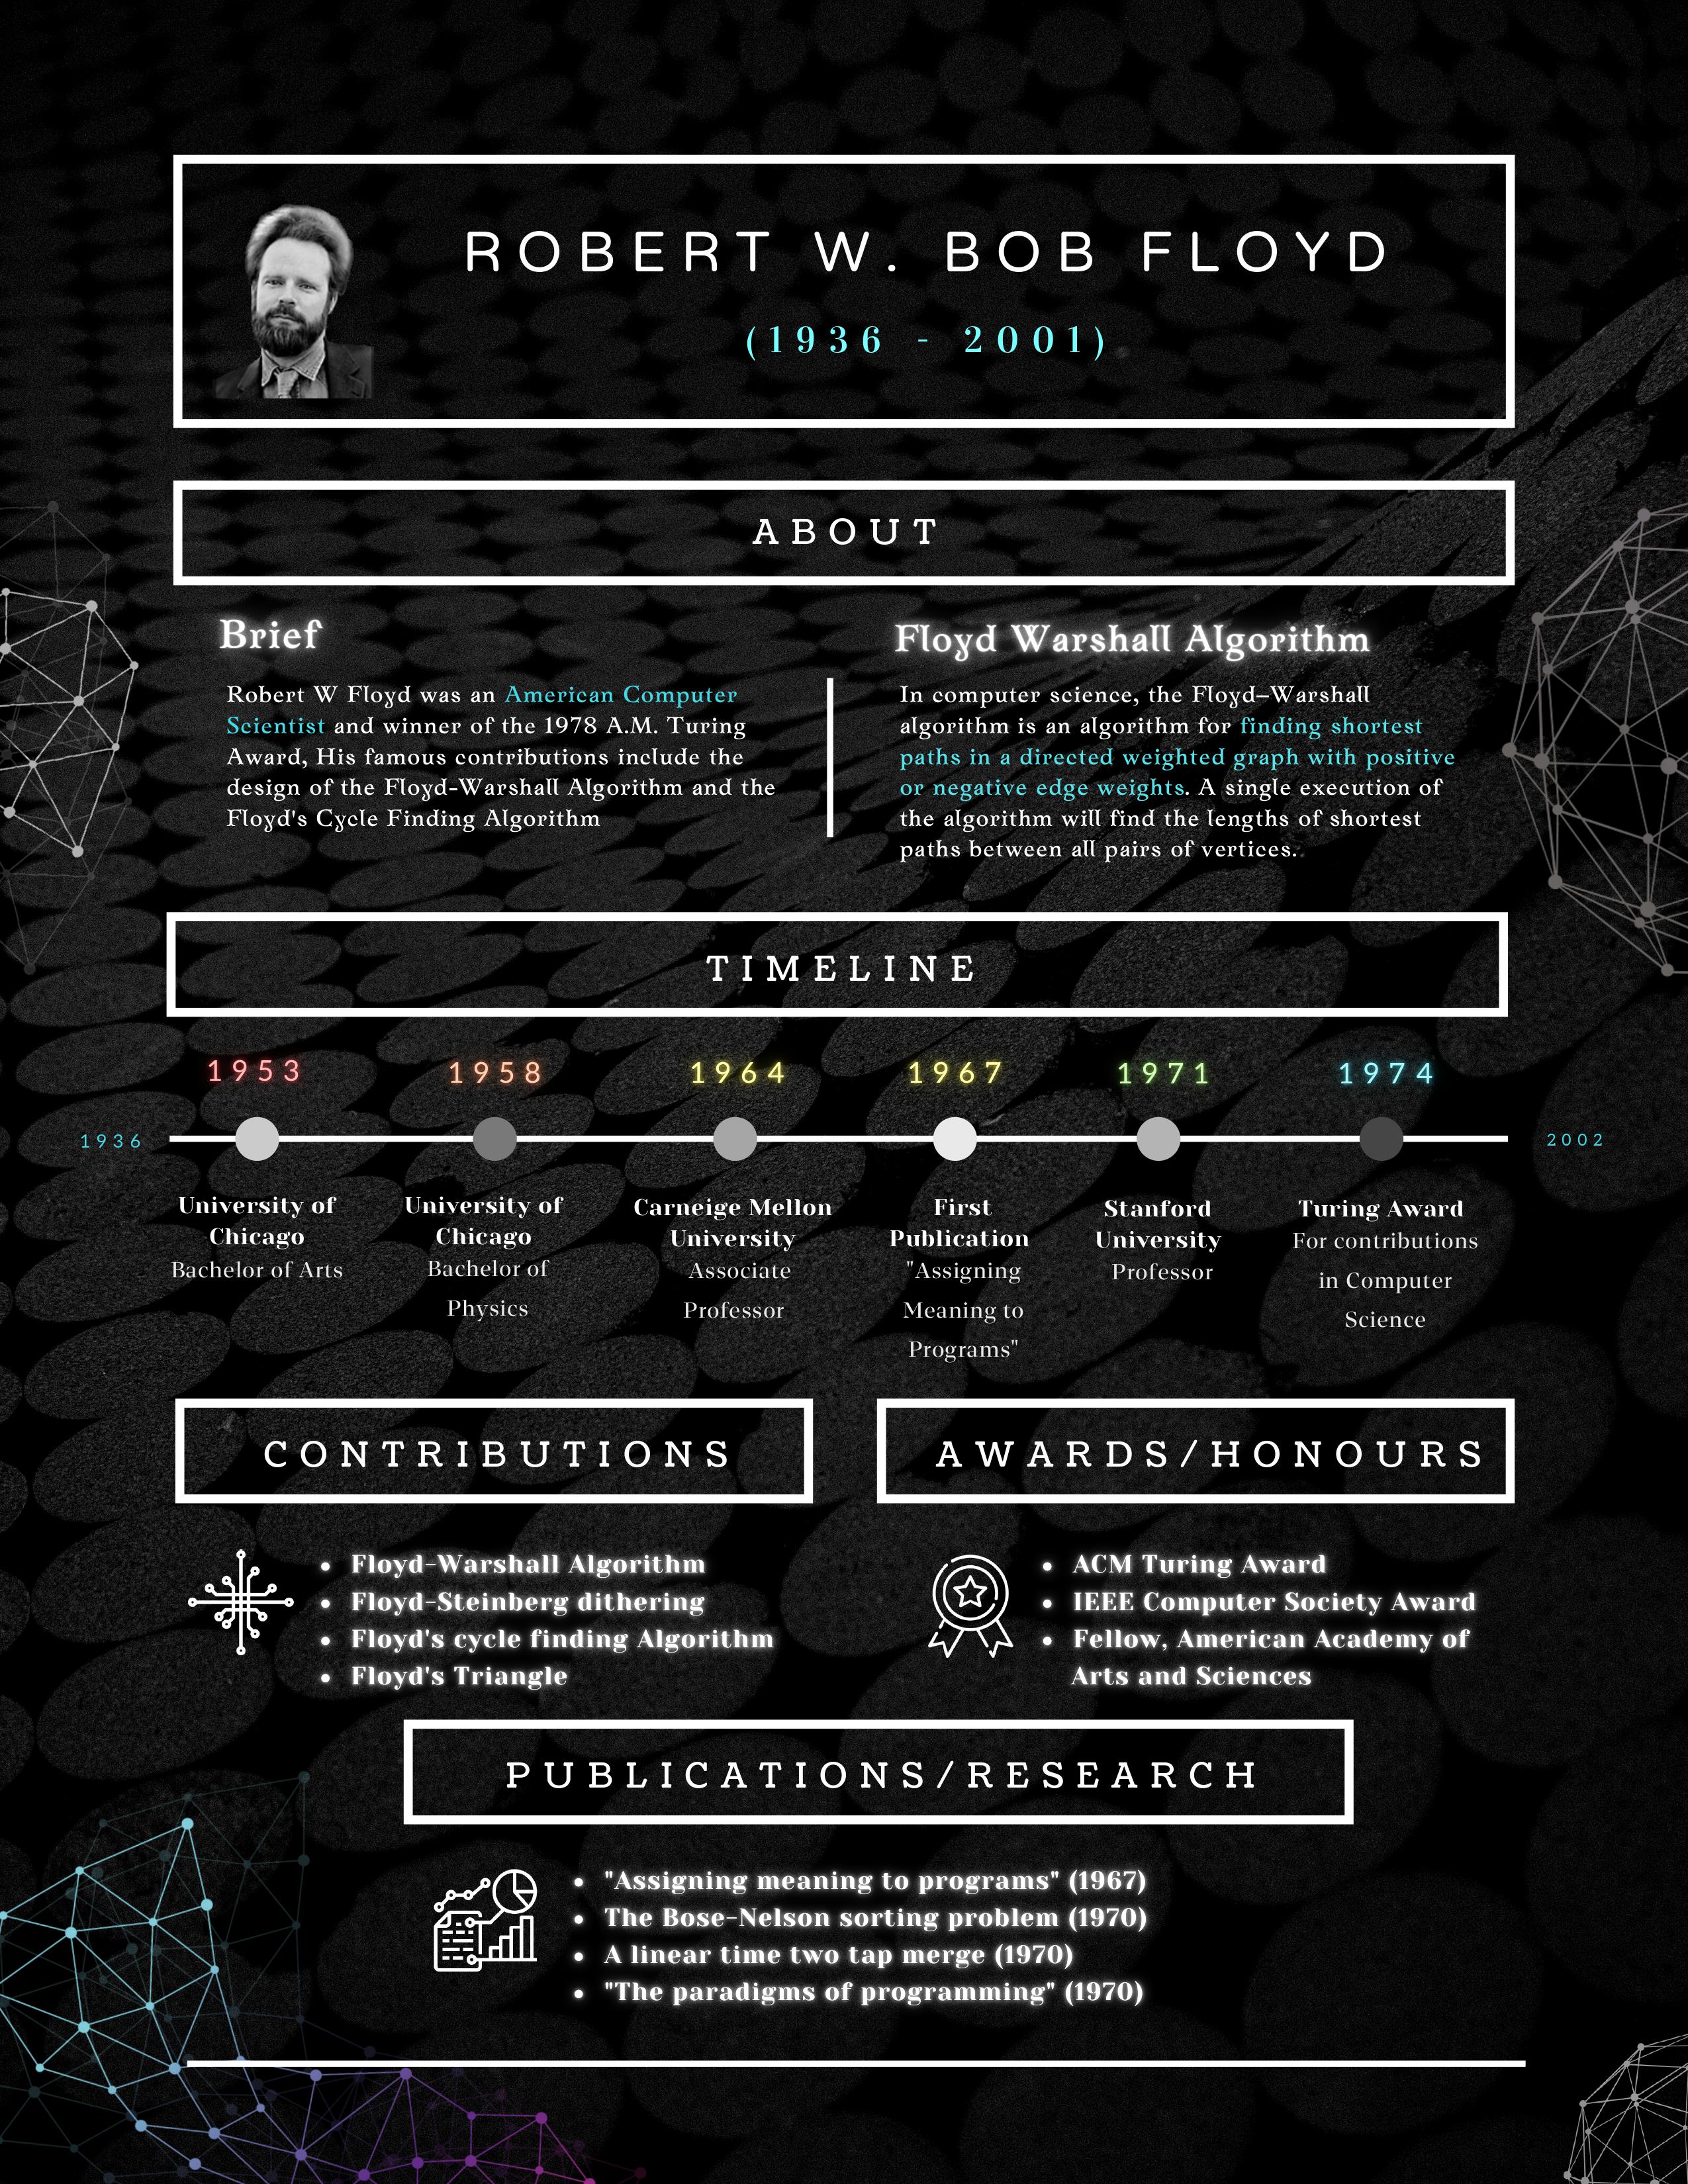 ROBERT W. BOB FLOYD
(1936 - 2001)
ABOUT
Brief
Robert W Floyd was an American Computer
Scientist and winner of the 1978 A.M. Turing
Award, His famous contributions include the
design of the Floyd-Warshall Algorithm and the
Floyd's Cycle Finding Algorithm
Floyd Warshall Algorithm
In computer science, the Floyd–Warshall
algorithm is an algorithm for finding shortest
paths in a directed weighted graph with positive
or negative edge weights. A single execution of
the algorithm will find the lengths of shortest
paths between all pairs of vertices.
TIMELINE
1936
1953
University of
Chicago
Bachelor of Arts
1958
University of
Chicago
Bachelor of
Physics
1964
Carneige Mellon
University
Associate
Professor
1967
First
Publication
"Assigning
Meaning to
Programs"
1971
Stanford
University
Professor
1974
Turing Award
For contributions
in Computer
Science
2002
CONTRIBUTIONS
• Floyd-Warshall Algorithm
• Floyd-Steinberg dithering
• Floyd's cycle finding Algorithm
• Floyd's Triangle
AWARDS/HONOURS
• ACM Turing Award
• IEEE Computer Society Award
• Fellow, American Academy of
Arts and Sciences
PUBLICATIONS/RESEARCH
• "Assigning meaning to programs" (1967)
• The Bose-Nelson sorting problem (1970)
• A linear time two tap merge (1970)
• "The paradigms of programming" (1970)